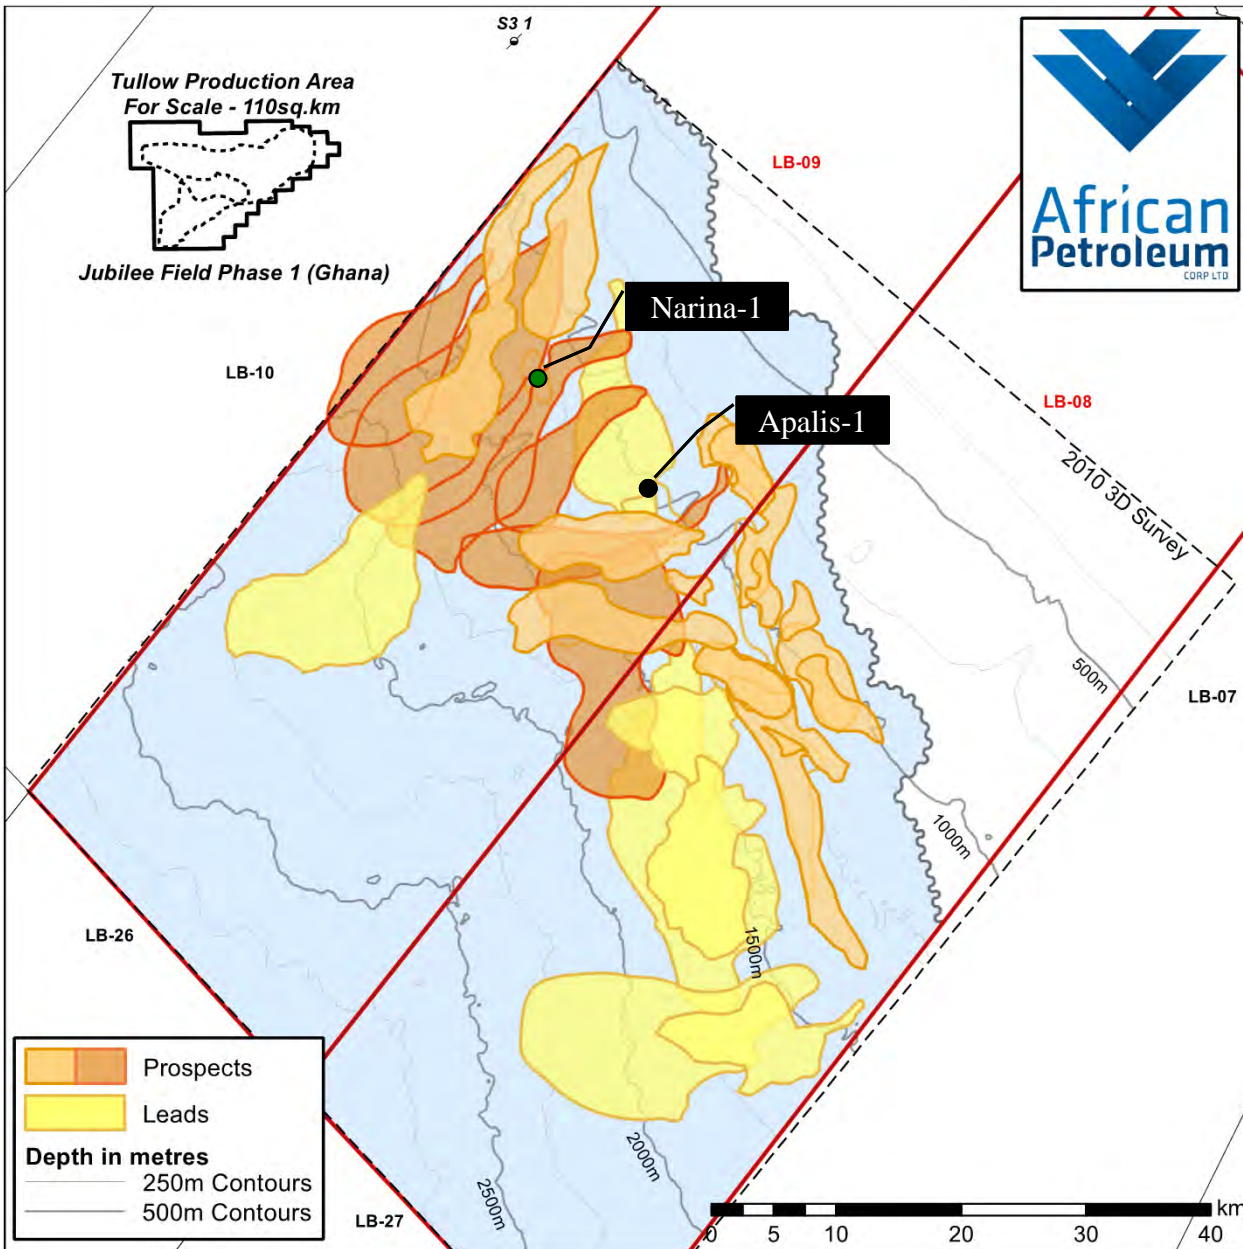 S3 1
Tullow Production Area
For Scale - 110sq.km
Jubilee Field Phase 1 (Ghana)
African
Petroleum
CORP LTD
LB-09
Narina-1
LB-10
LB-08
Apalis-1
2010 3D Survey
500m
LB-07
1000m
LB-26
1500m
Prospects
Leads
Depth in metres
250m Contours
500m Contours
2000m
2500m
LB-27
km
0 5 10 20 30 40